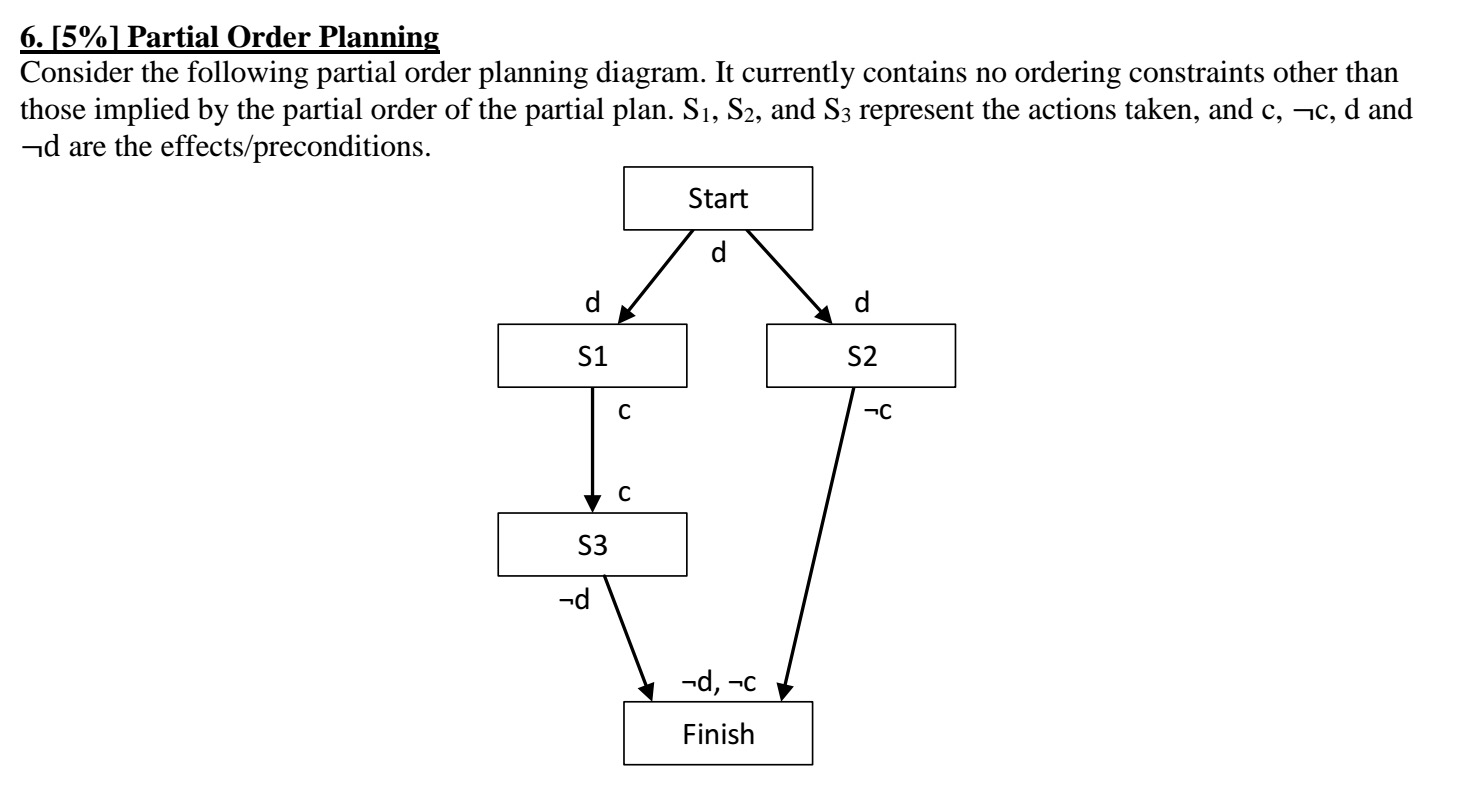 6. [5%] Partial Order Planning
Consider the following partial order planning diagram. It currently contains no ordering constraints other than
those implied by the partial order of the partial plan. S₁, S₂, and S₃ represent the actions taken, and c, ¬c, d and
¬d are the effects/preconditions.
Start
d
d
d
S1
S2
c
¬c
c
S3
¬d
¬d, ¬c
Finish